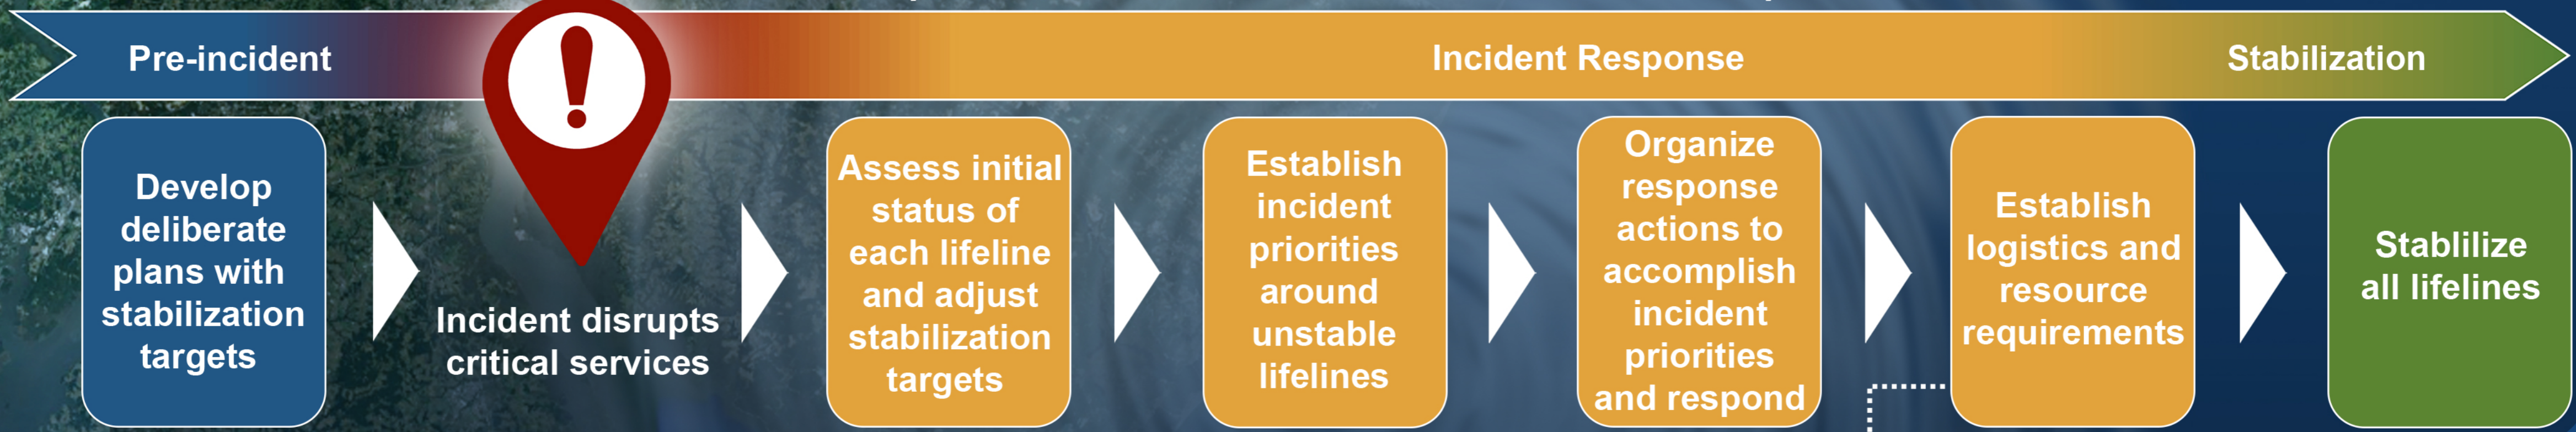 Pre-incident
Incident Response
Stabilization
Develop
deliberate
plans with
stabilization
targets
Incident disrupts
critical services
Assess initial
status of
each lifeline
and adjust
stabilization
targets
Establish
incident
priorities
around
unstable
lifelines
Organize
response
actions to
accomplish
incident
priorities
and respond
Establish
logistics and
resource
requirements
Stablilize
all lifelines